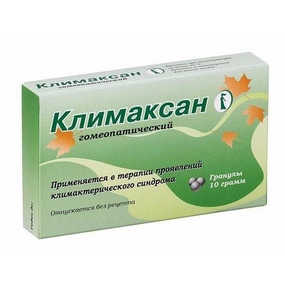 Климаксан
гомеопатический
Применяется в терапии проявлений
климактерического синдрома
Отпускается без рецепта
Гранулы
10 грамм